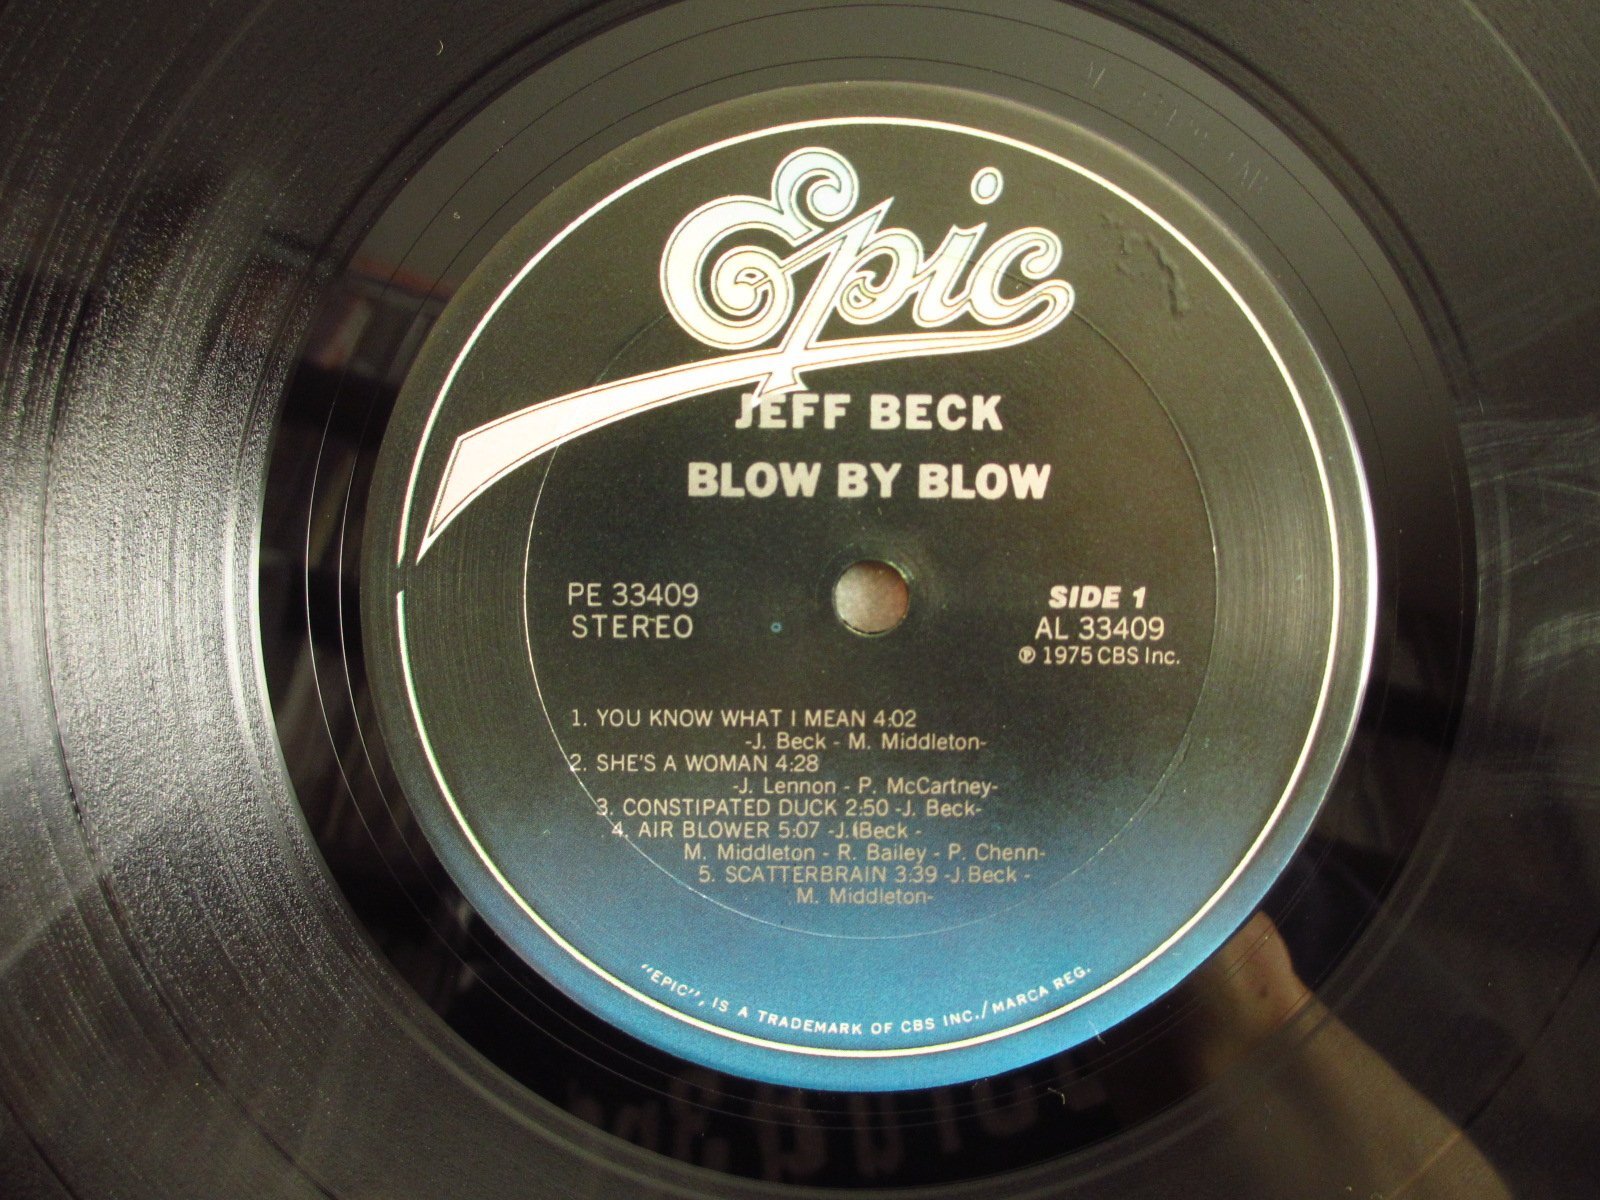 Epic
JEFF BECK
BLOW BY BLOW
PE 33409
STEREO
SIDE 1
AL 33409
℗ 1975 CBS Inc.
1. YOU KNOW WHAT I MEAN 4:02
-J. Beck - M. Middleton-
2. SHE'S A WOMAN 4:28
-J. Lennon - P. McCartney-
3. CONSTIPATED DUCK 2:50 -J. Beck-
4. AIR BLOWER 5:07 -J. Beck -
M. Middleton - R. Bailey - P. Chenn-
5. SCATTERBRAIN 3:39 -J. Beck -
M. Middleton-
"EPIC", IS A TRADEMARK OF CBS INC./MARCA REG.